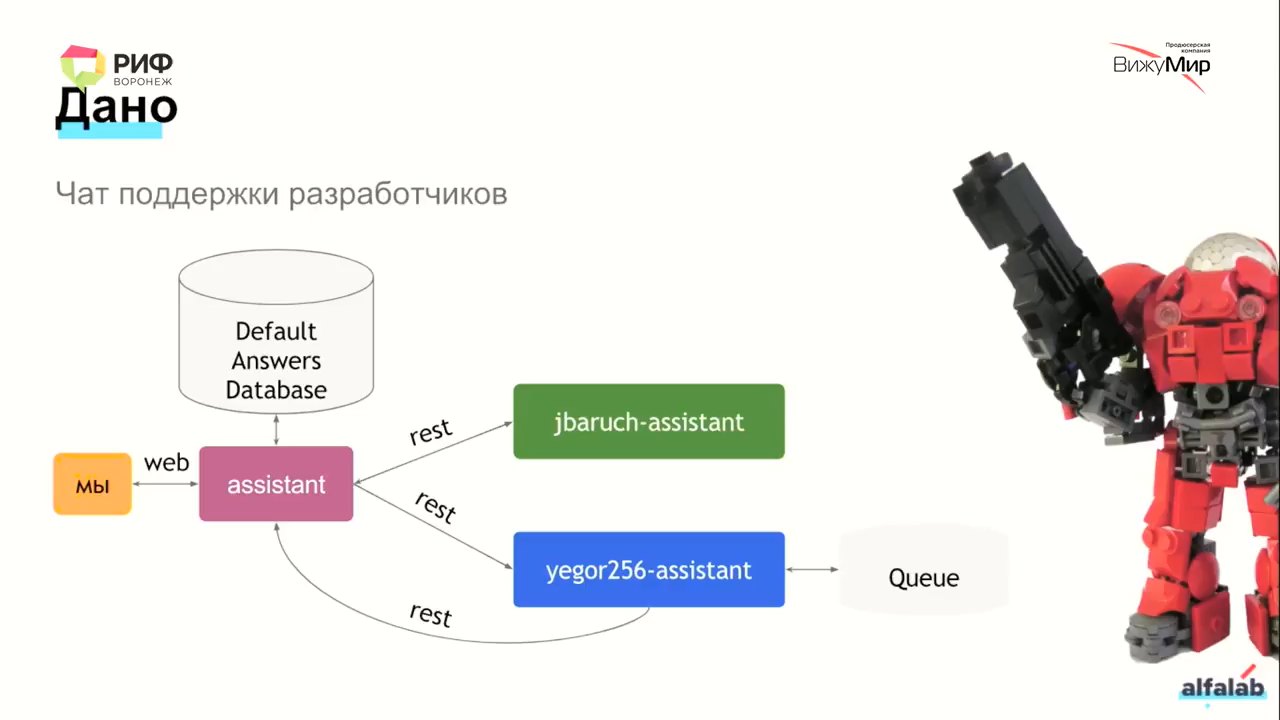 РИФ
ВОРОНЕЖ
Продюсерская
компания
ВижуМир
Дано
Чат поддержки разработчиков
Default
Answers
Database
мы
web
assistant
rest
jbaruch-assistant
rest
yegor256-assistant
Queue
rest
alfalab